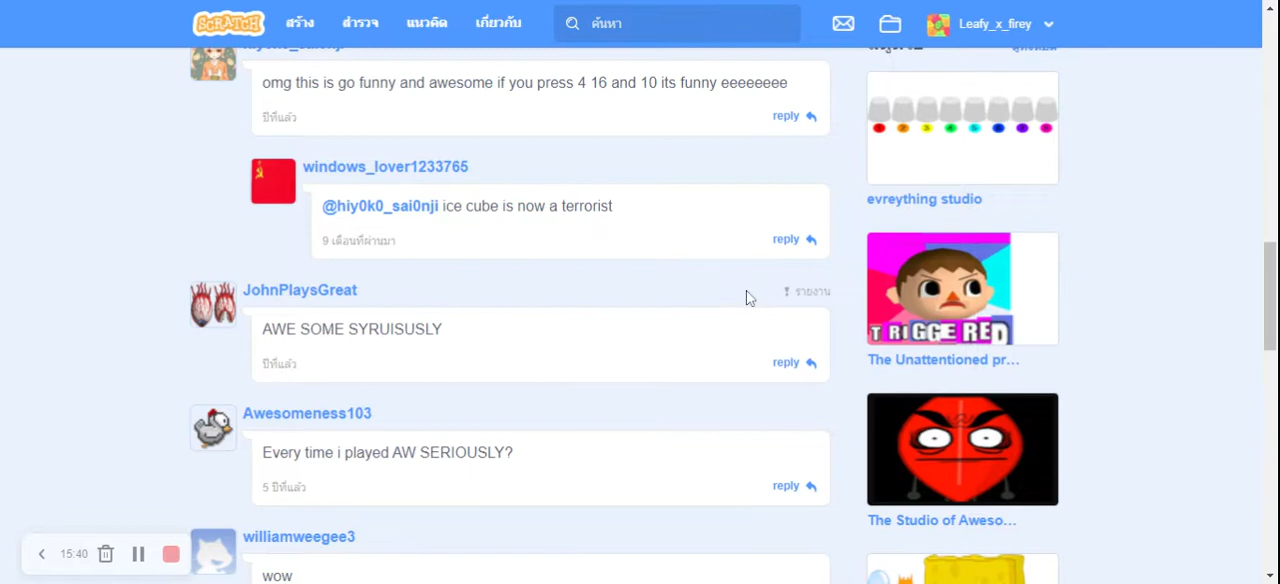 SCRATCH สร้าง สำรวจ แนวคิด เกี่ยวกับ ค้นหา Leafy_x_firey
omg this is go funny and awesome if you press 4 16 and 10 its funny eeeeeeee
ปีที่แล้ว reply
windows_lover1233765
@hiy0k0_sai0nji ice cube is now a terrorist
9 เดือนที่ผ่านมา reply
JohnPlaysGreat รายงาน
AWE SOME SYRUISUSLY
ปีที่แล้ว reply
Awesomeness103
Every time i played AW SERIOUSLY?
5 ปีที่แล้ว reply
williamweegee3
wow
evreything studio
TRIGGERED
The Unattentioned pr...
The Studio of Aweso...
15:40